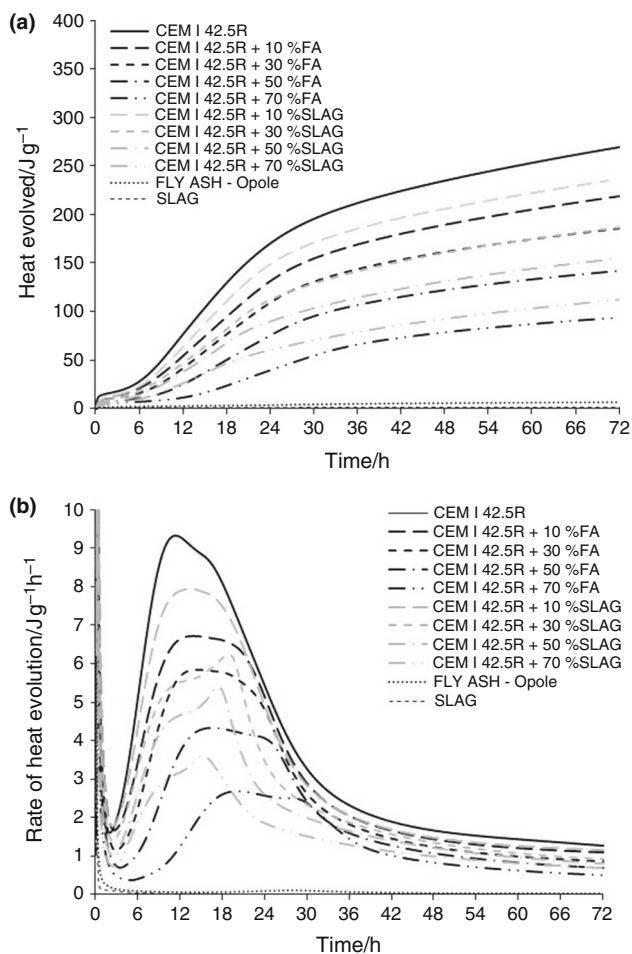 (a)
400
350
300
250
200
150
100
50
0
Heat evolved/Jg⁻¹
CEM I 42.5R
CEM I 42.5R + 10 %FA
CEM I 42.5R + 30 %FA
CEM I 42.5R + 50 %FA
CEM I 42.5R + 70 %FA
CEM I 42.5R + 10 %SLAG
CEM I 42.5R + 30 %SLAG
CEM I 42.5R + 50 %SLAG
CEM I 42.5R + 70 %SLAG
FLY ASH - Opole
SLAG
0 6 12 18 24 30 36 42 48 54 60 66 72
Time/h
(b)
10
9
8
7
6
5
4
3
2
1
0
Rate of heat evolution/Jg⁻¹h⁻¹
CEM I 42.5R
CEM I 42.5R + 10 %FA
CEM I 42.5R + 30 %FA
CEM I 42.5R + 50 %FA
CEM I 42.5R + 70 %FA
CEM I 42.5R + 10 %SLAG
CEM I 42.5R + 30 %SLAG
CEM I 42.5R + 50 %SLAG
CEM I 42.5R + 70 %SLAG
FLY ASH - Opole
SLAG
0 6 12 18 24 30 36 42 48 54 60 66 72
Time/h